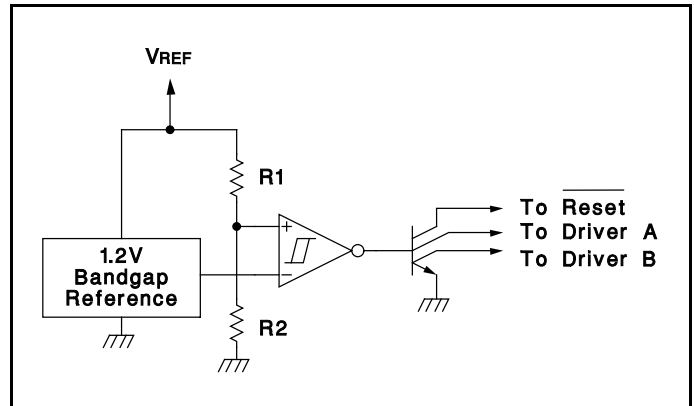 VREF
R1
+
1.2V
Bandgap
Reference
−
R2
To Reset
To Driver A
To Driver B